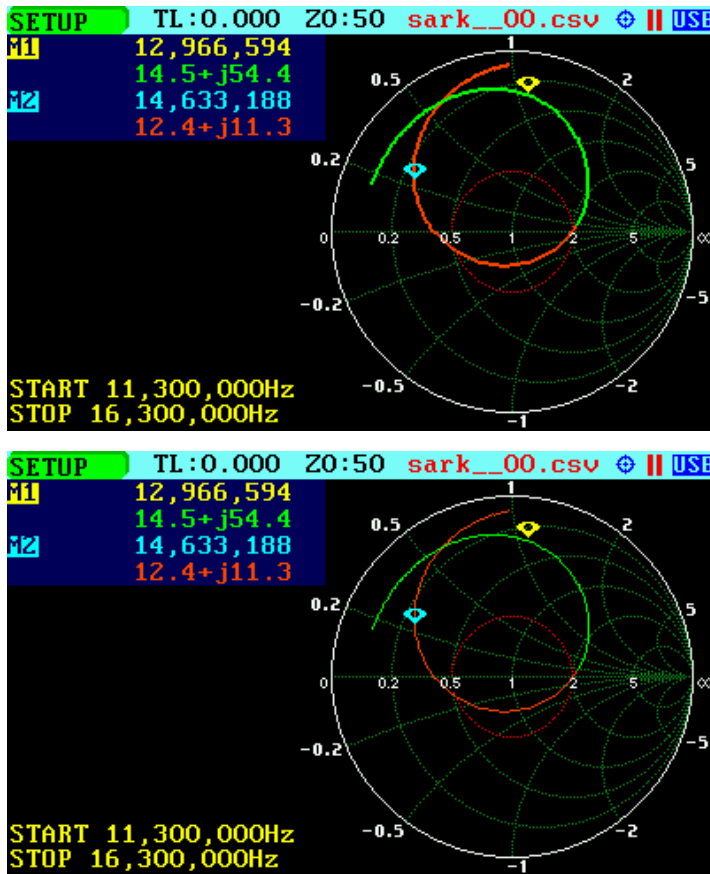 SETUP TL:0.000 Z0:50 sark__00.csv USB
M1 12,966,594
14.5+j54.4
M2 14,633,188
12.4+j11.3
1
0.5 2
0.2 5
0 0.2 0.5 1 2 5 ∞
-0.2 -5
-0.5 -2
-1
START 11,300,000Hz
STOP 16,300,000Hz
SETUP TL:0.000 Z0:50 sark__00.csv USB
M1 12,966,594
14.5+j54.4
M2 14,633,188
12.4+j11.3
1
0.5 2
0.2 5
0 0.2 0.5 1 2 5 ∞
-0.2 -5
-0.5 -2
-1
START 11,300,000Hz
STOP 16,300,000Hz